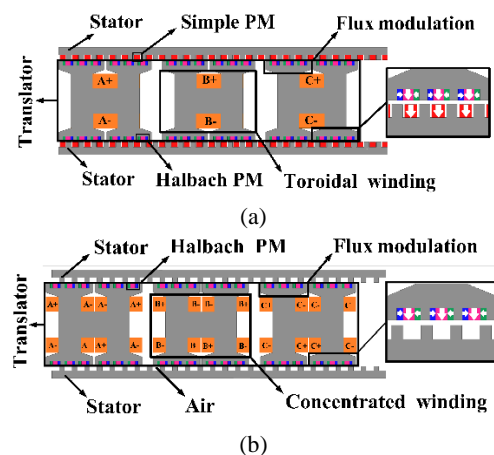 (a)
Stator
Simple PM
Flux modulation
A+
B+
C+
Translator
A-
B-
C-
Stator
Halbach PM
Toroidal winding
(a)
(b)
Stator
Halbach PM
Flux modulation
A+ A- A- A+ B+ B- B- B+ C+ C- C- C+
Translator
A- A+ A+ A- B- B+ B+ B- C- C+ C+ C-
Stator
Air
Concentrated winding
(b)